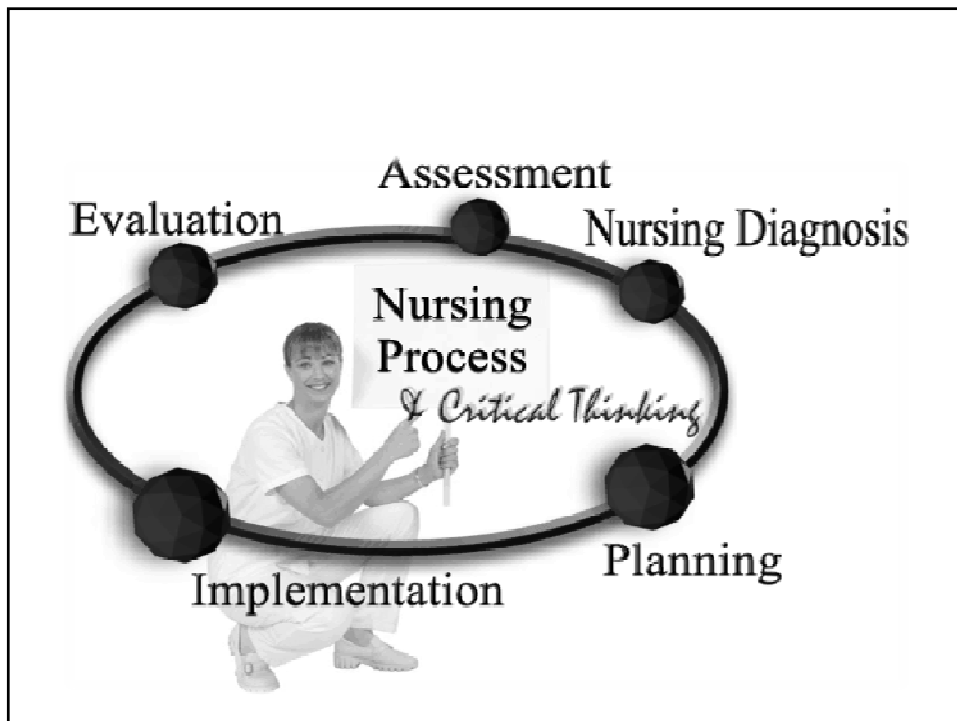 Assessment
Evaluation
Nursing Diagnosis
Nursing
Process
& Critical Thinking
Implementation
Planning